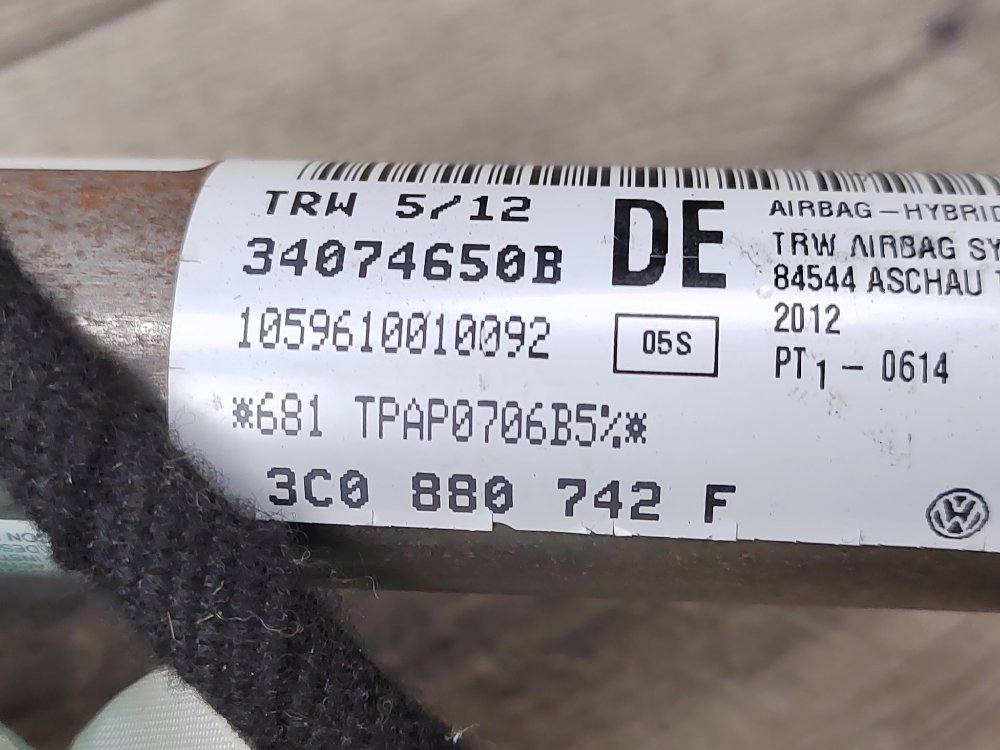 TRW 5/12
34074650B
1059610010092
*681 TPAP0706B5%*
3C0 880 742 F
DE
05S
AIRBAG-HYBRID
TRW AIRBAG SY
84544 ASCHAU
2012
PT1 - 0614